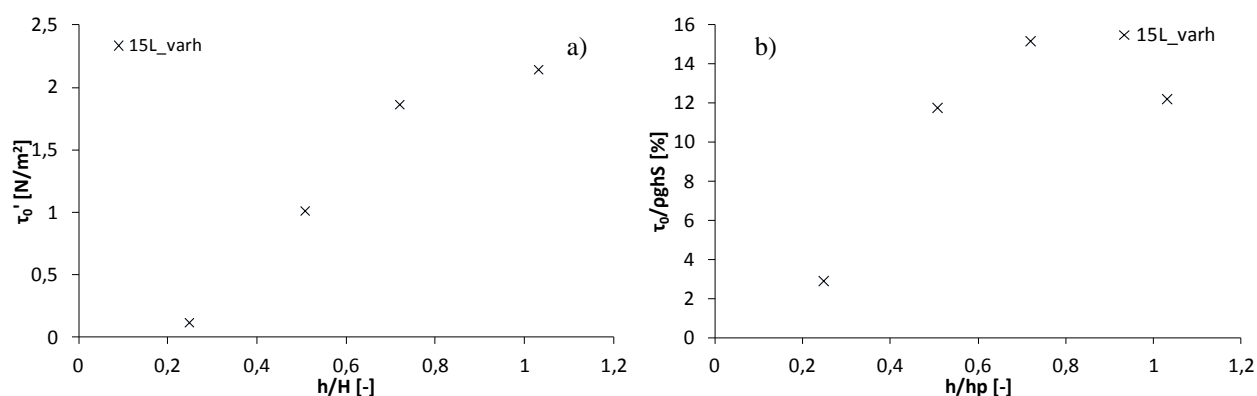 2,5
2
1,5
1
0,5
0
τ₀' [N/m²]
15L_varh
a)
0 0,2 0,4 0,6 0,8 1 1,2
h/H [-]
16
14
12
10
8
6
4
2
0
τ₀/ρghS [%]
b)
15L_varh
0 0,2 0,4 0,6 0,8 1 1,2
h/hp [-]